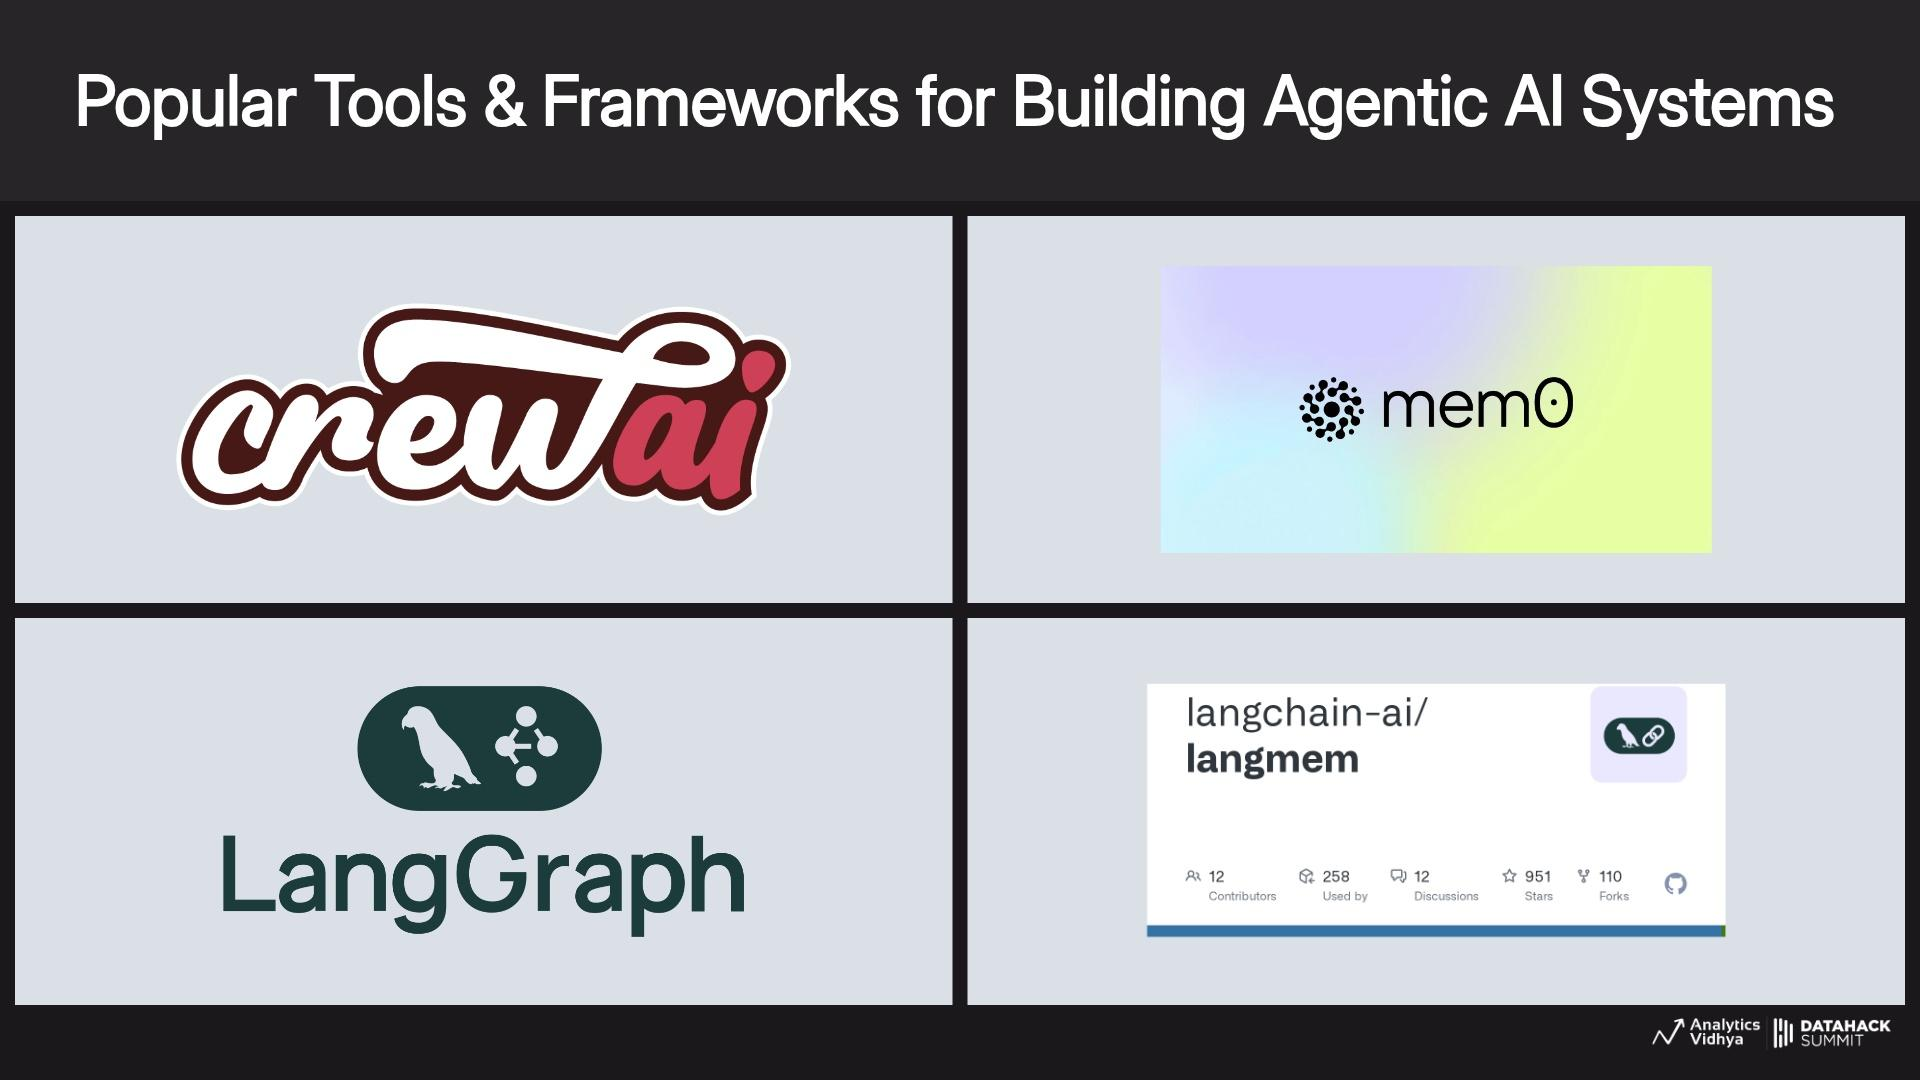 Popular Tools & Frameworks for Building Agentic AI Systems
crewai
mem0
LangGraph
langchain-ai/
langmem
12
Contributors
258
Used by
12
Discussions
951
Stars
110
Forks
Analytics
Vidhya
DATAHACK
SUMMIT